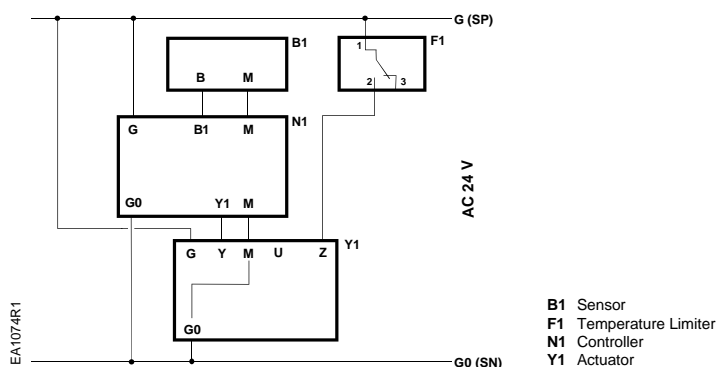 G (SP)
B1
F1
1
B M
2 3
N1
G B1 M
AC 24 V
G0 Y1 M
Y1
G Y M U Z
G0
EA1074R1
G0 (SN)
B1 Sensor
F1 Temperature Limiter
N1 Controller
Y1 Actuator